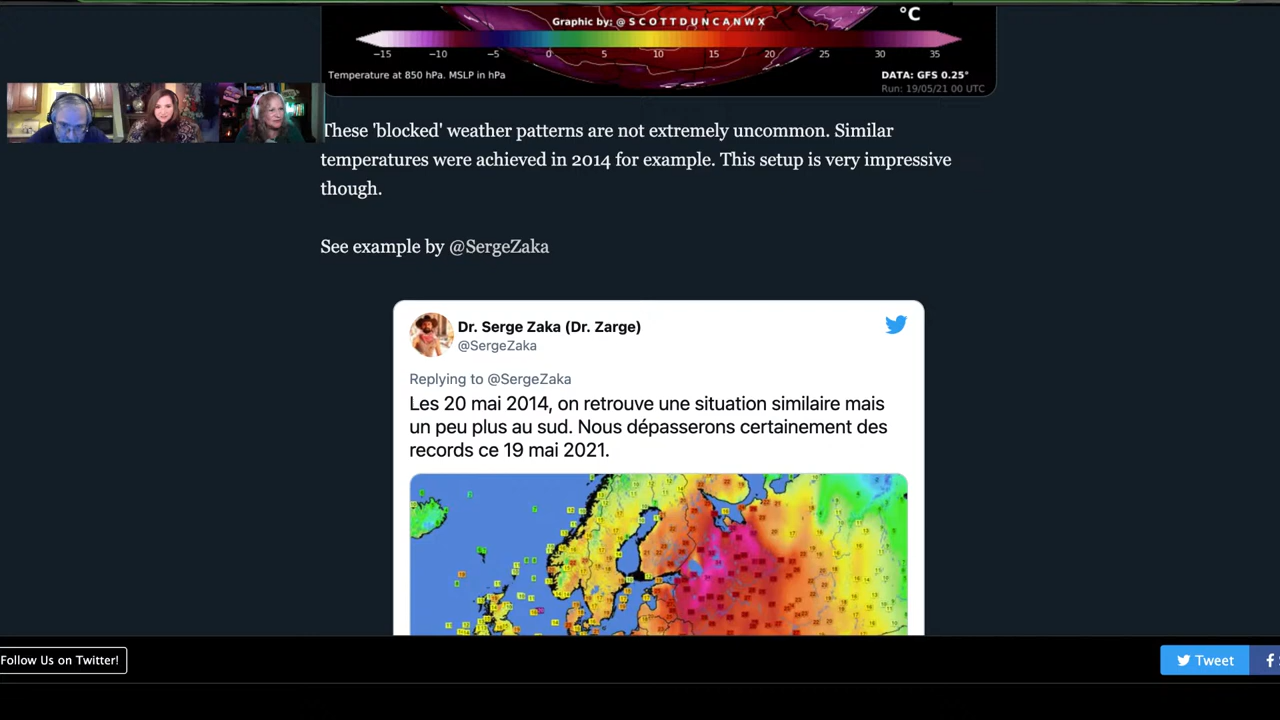 Graphic by: @SCOTTDUNCANWX
°C
-15 -10 -5 0 5 10 15 20 25 30 35
Temperature at 850 hPa. MSLP in hPa
DATA: GFS 0.25°
Run: 19/05/21 00 UTC
These 'blocked' weather patterns are not extremely uncommon. Similar
temperatures were achieved in 2014 for example. This setup is very impressive
though.
See example by @SergeZaka
Dr. Serge Zaka (Dr. Zarge)
@SergeZaka
Replying to @SergeZaka
Les 20 mai 2014, on retrouve une situation similaire mais
un peu plus au sud. Nous dépasserons certainement des
records ce 19 mai 2021.
Follow Us on Twitter!
Tweet